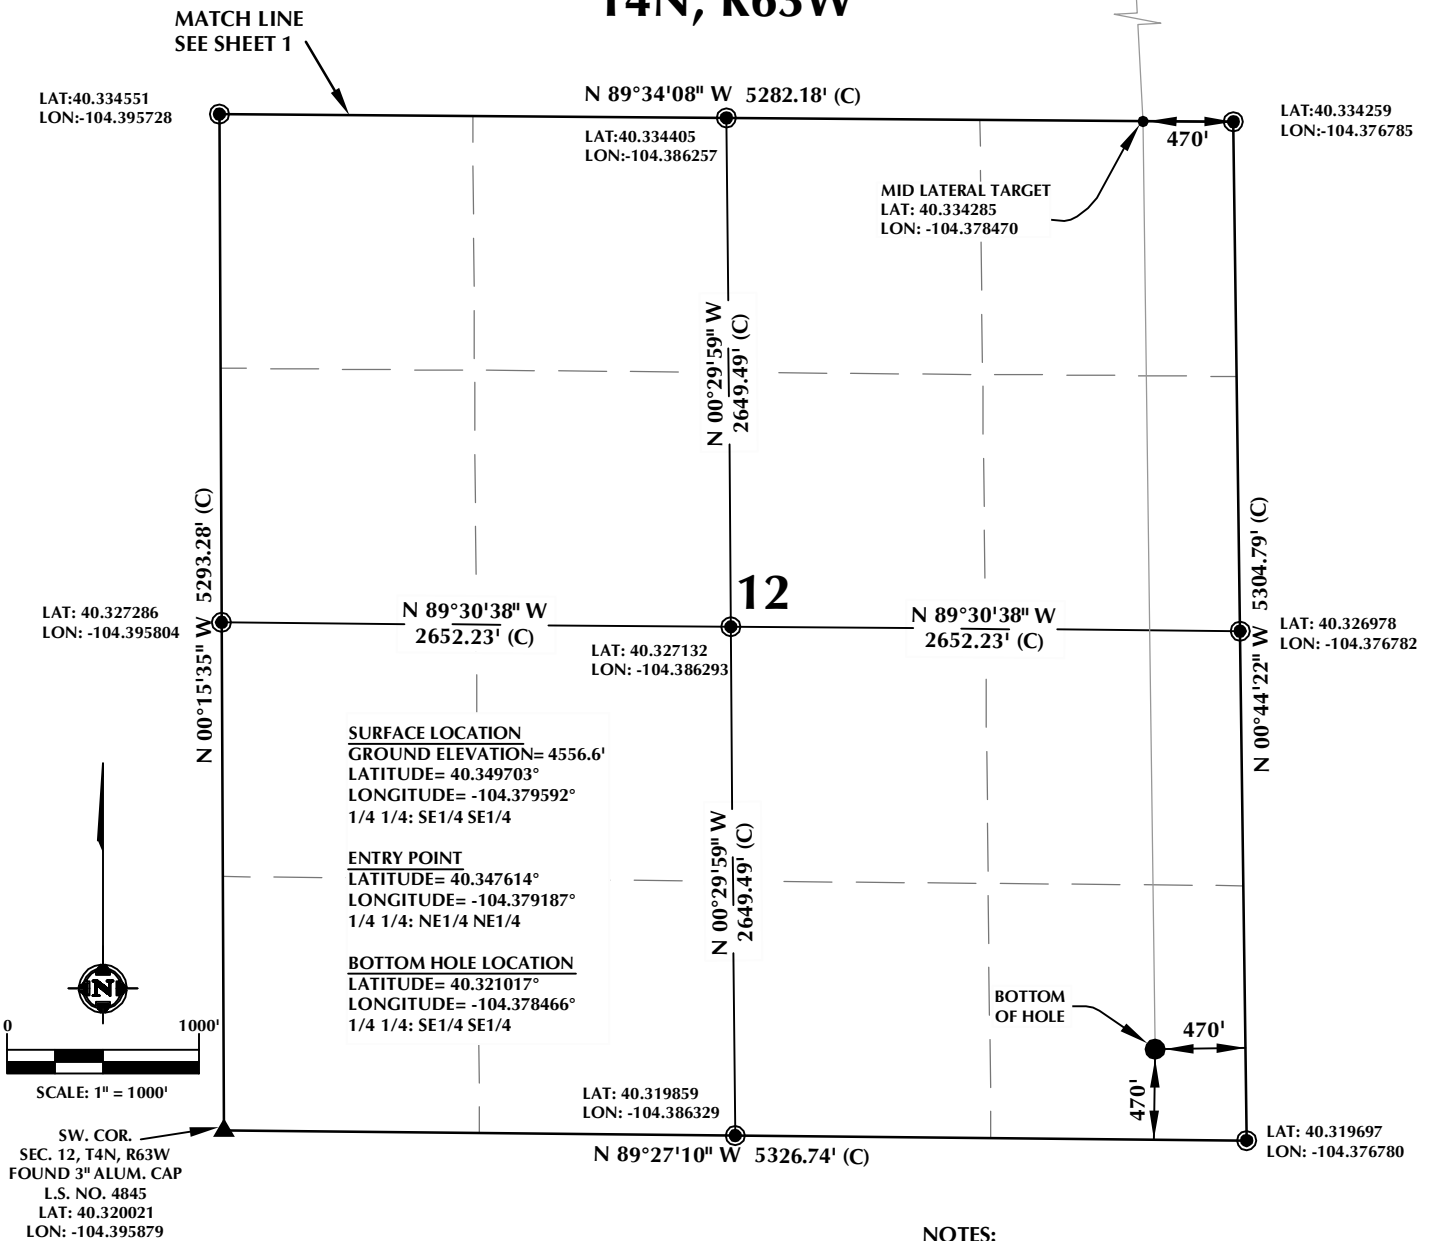 T4N, R63W
MATCH LINE
SEE SHEET 1
LAT:40.334551
LON:-104.395728
N 89°34'08" W 5282.18' (C)
LAT:40.334405
LON:-104.386257
470'
LAT:40.334259
LON:-104.376785
MID LATERAL TARGET
LAT: 40.334285
LON: -104.378470
N 00°29'59" W
2649.49' (C)
N 00°15'35" W 5293.28' (C)
N 00°44'22" W 5304.79' (C)
12
LAT: 40.327286
LON: -104.395804
N 89°30'38" W
2652.23' (C)
N 89°30'38" W
2652.23' (C)
LAT: 40.327132
LON: -104.386293
LAT: 40.326978
LON: -104.376782
SURFACE LOCATION
GROUND ELEVATION= 4556.6'
LATITUDE= 40.349703°
LONGITUDE= -104.379592°
1/4 1/4: SE1/4 SE1/4
ENTRY POINT
LATITUDE= 40.347614°
LONGITUDE= -104.379187°
1/4 1/4: NE1/4 NE1/4
BOTTOM HOLE LOCATION
LATITUDE= 40.321017°
LONGITUDE= -104.378466°
1/4 1/4: SE1/4 SE1/4
N 00°29'59" W
2649.49' (C)
N
0 1000'
SCALE: 1" = 1000'
BOTTOM
OF HOLE
470'
470'
LAT: 40.319859
LON: -104.386329
N 89°27'10" W 5326.74' (C)
LAT: 40.319697
LON: -104.376780
SW. COR.
SEC. 12, T4N, R63W
FOUND 3" ALUM. CAP
L.S. NO. 4845
LAT: 40.320021
LON: -104.395879
NOTES: